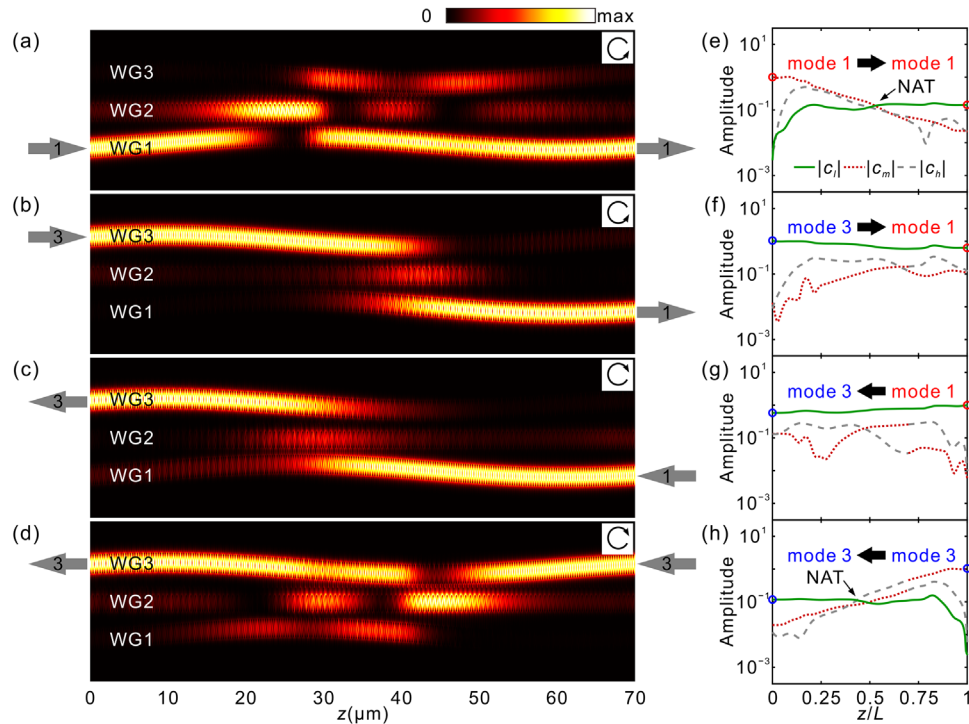 0 max
(a)
WG3
WG2
WG1
1
1
(b)
3
WG3
WG2
WG1
1
(c)
3
WG3
WG2
WG1
1
(d)
3
WG3
3
WG2
WG1
0 10 20 30 40 50 60 70
z(μm)
(e)
10¹
10⁻¹
10⁻³
Amplitude
mode 1 mode 1
NAT
|cₗ| |cₘ| |cₕ|
(f)
10¹
10⁻¹
10⁻³
Amplitude
mode 3 mode 1
(g)
10¹
10⁻¹
10⁻³
Amplitude
mode 3 mode 1
(h)
10¹
10⁻¹
10⁻³
Amplitude
mode 3 mode 3
NAT
0 0.25 0.5 0.75 1
z/L